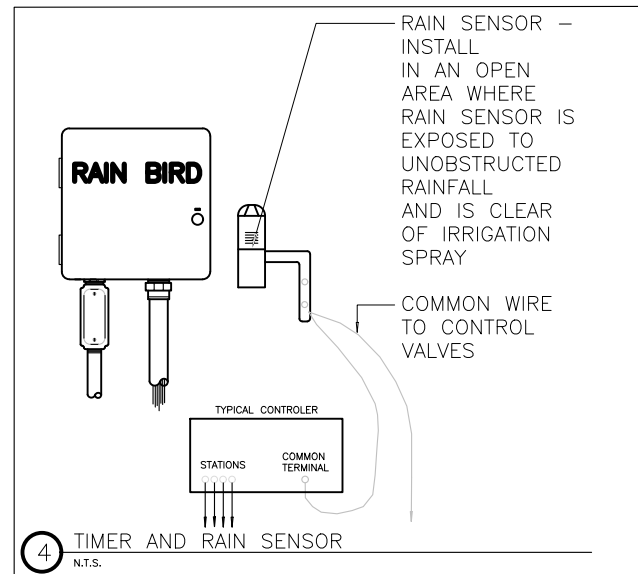 RAIN SENSOR –
INSTALL
IN AN OPEN
AREA WHERE
RAIN SENSOR IS
EXPOSED TO
UNOBSTRUCTED
RAINFALL
AND IS CLEAR
OF IRRIGATION
SPRAY
RAIN BIRD
COMMON WIRE
TO CONTROL
VALVES
TYPICAL CONTROLER
STATIONS
COMMON
TERMINAL
4 TIMER AND RAIN SENSOR
N.T.S.